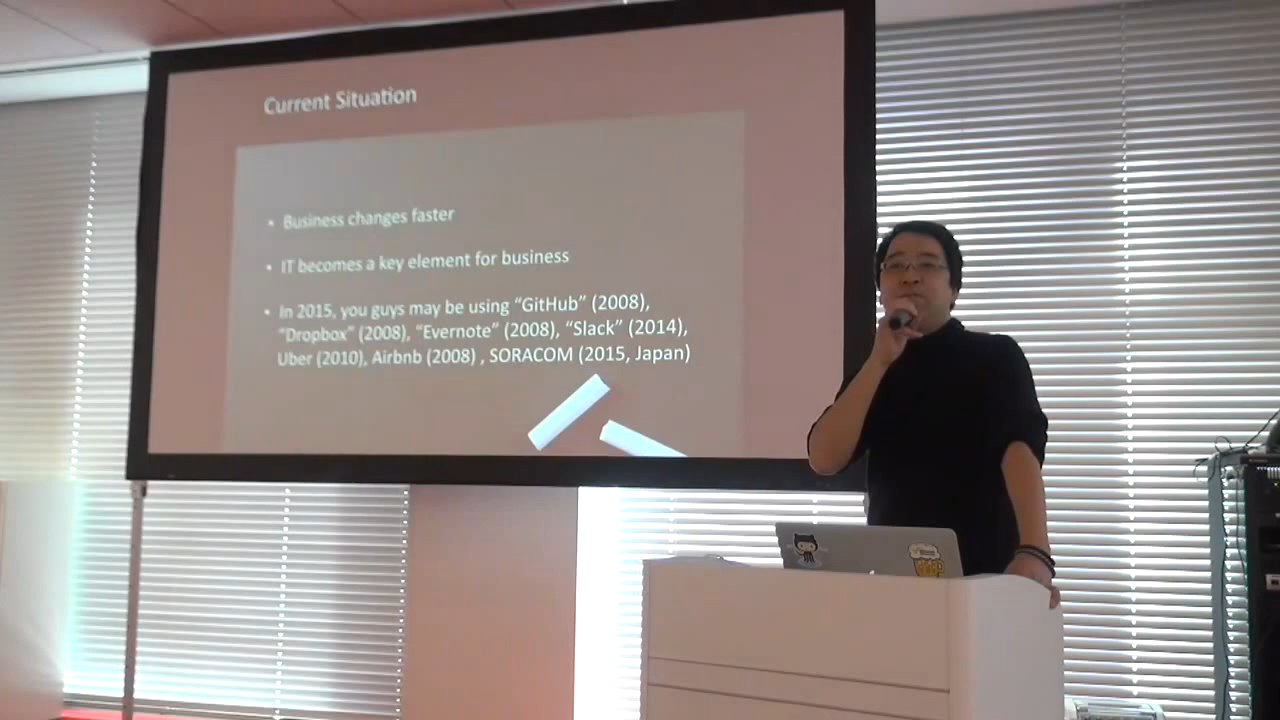 Current Situation
• Business changes faster
• IT becomes a key element for business
• In 2015, you guys may be using “GitHub” (2008),
“Dropbox” (2008), “Evernote” (2008), “Slack” (2014),
Uber (2010), Airbnb (2008) , SORACOM (2015, Japan)